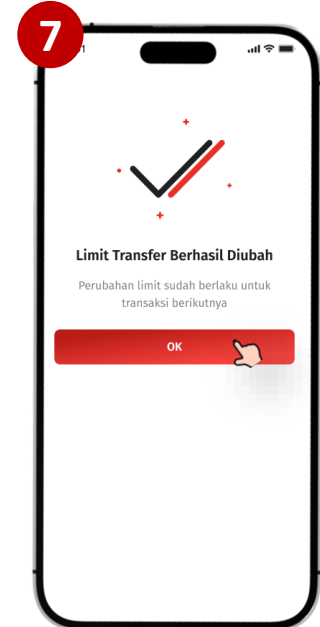 7
Limit Transfer Berhasil Diubah
Perubahan limit sudah berlaku untuk
transaksi berikutnya
OK